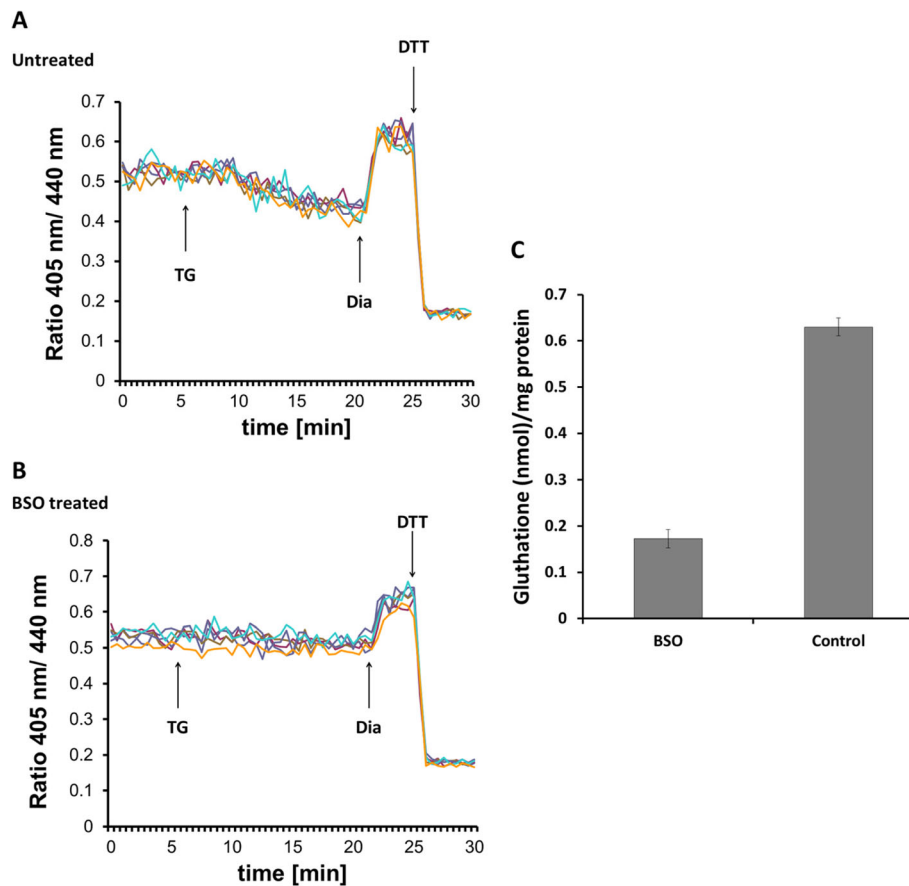 A
Untreated
DTT
0.7
0.6
0.5
0.4
0.3
0.2
0.1
0
Ratio 405 nm/ 440 nm
TG
Dia
0 5 10 15 20 25 30
time [min]
B
BSO treated
DTT
0.8
0.7
0.6
0.5
0.4
0.3
0.2
0.1
0
Ratio 405 nm/ 440 nm
TG
Dia
0 5 10 15 20 25 30
time [min]
C
0.7
0.6
0.5
0.4
0.3
0.2
0.1
0
Gluthatione (nmol)/mg protein
BSO Control